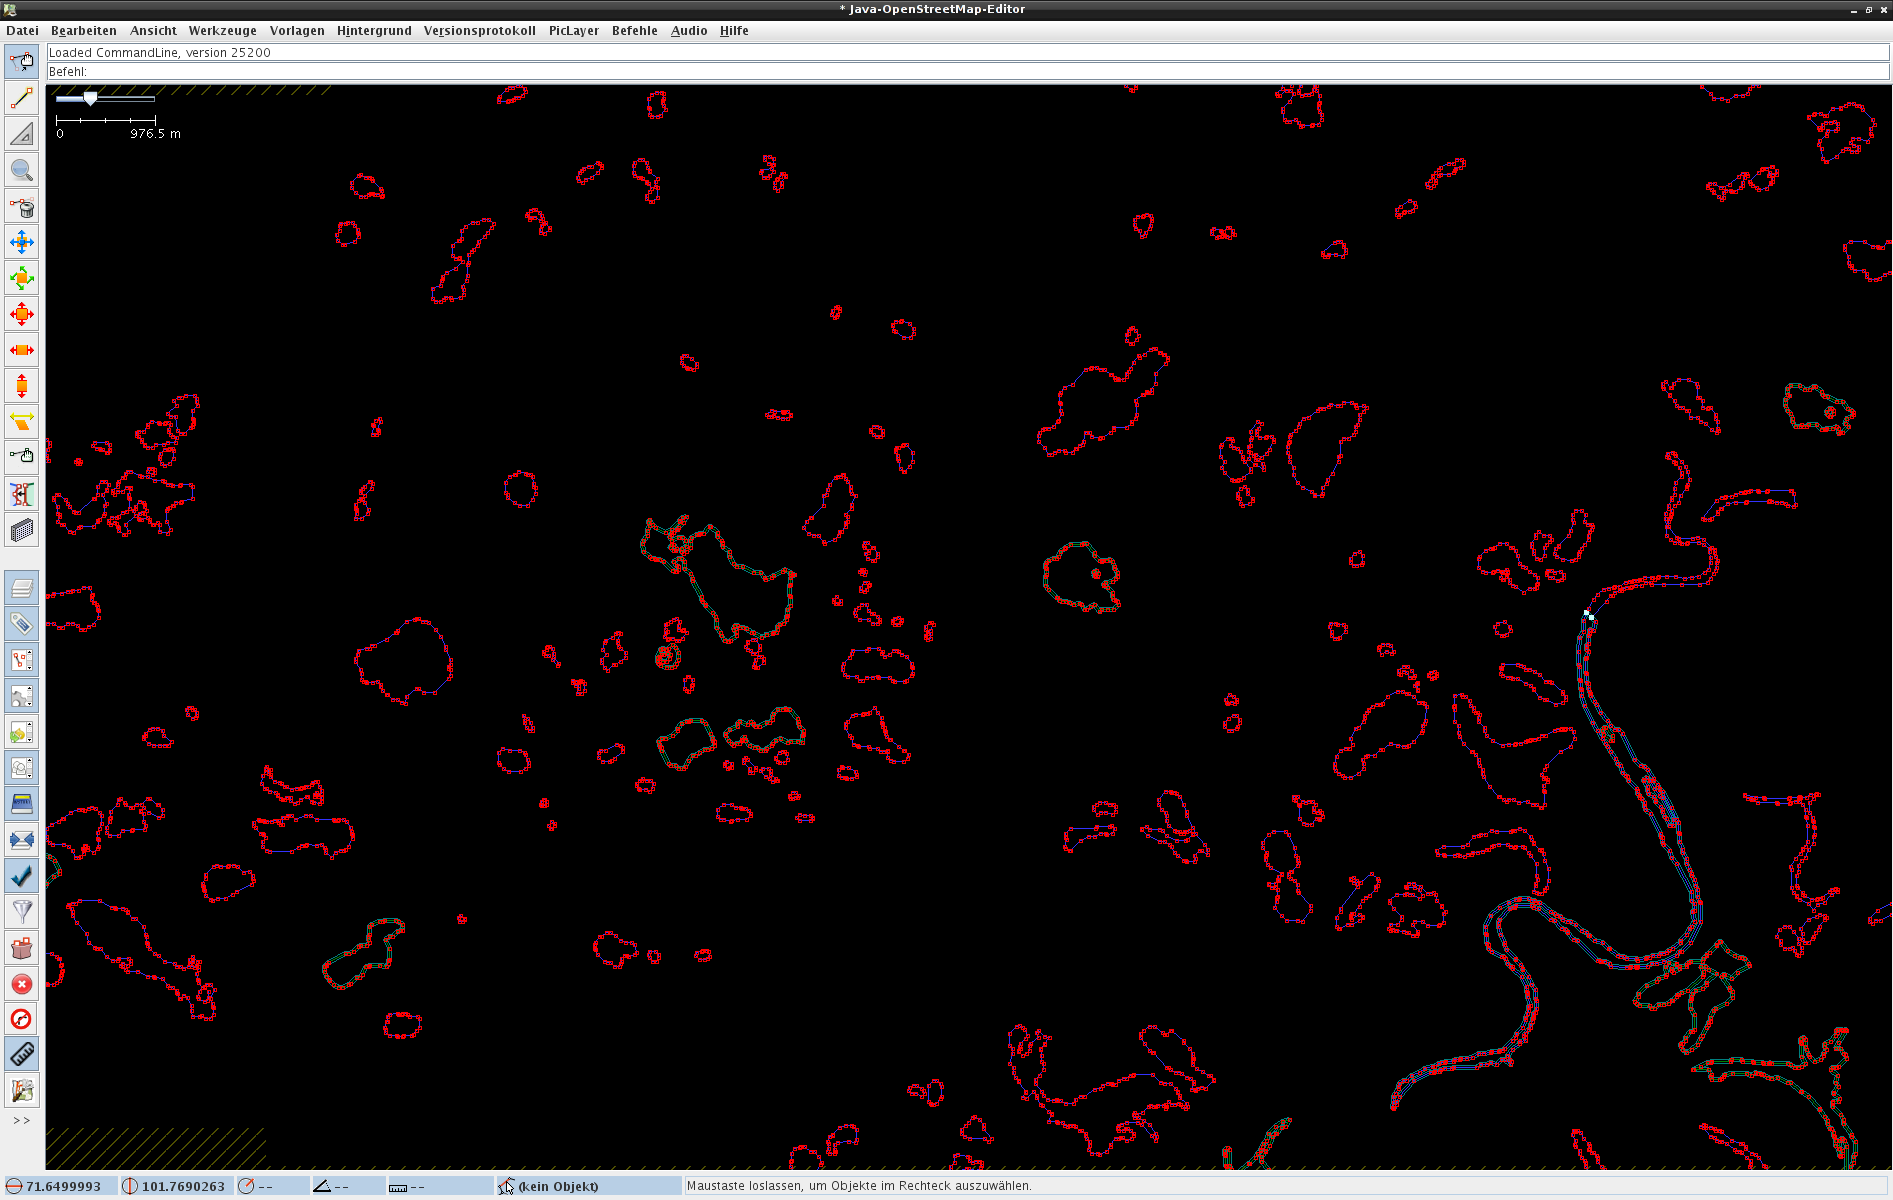 * Java-OpenStreetMap-Editor
Datei Bearbeiten Ansicht Werkzeuge Vorlagen Hintergrund Versionsprotokoll PicLayer Befehle Audio Hilfe
Loaded CommandLine, version 25200
Befehl:
0 976.5 m
>>
71.6499993 101.7690263 -- -- -- (kein Objekt) Maustaste loslassen, um Objekte im Rechteck auszuwählen.